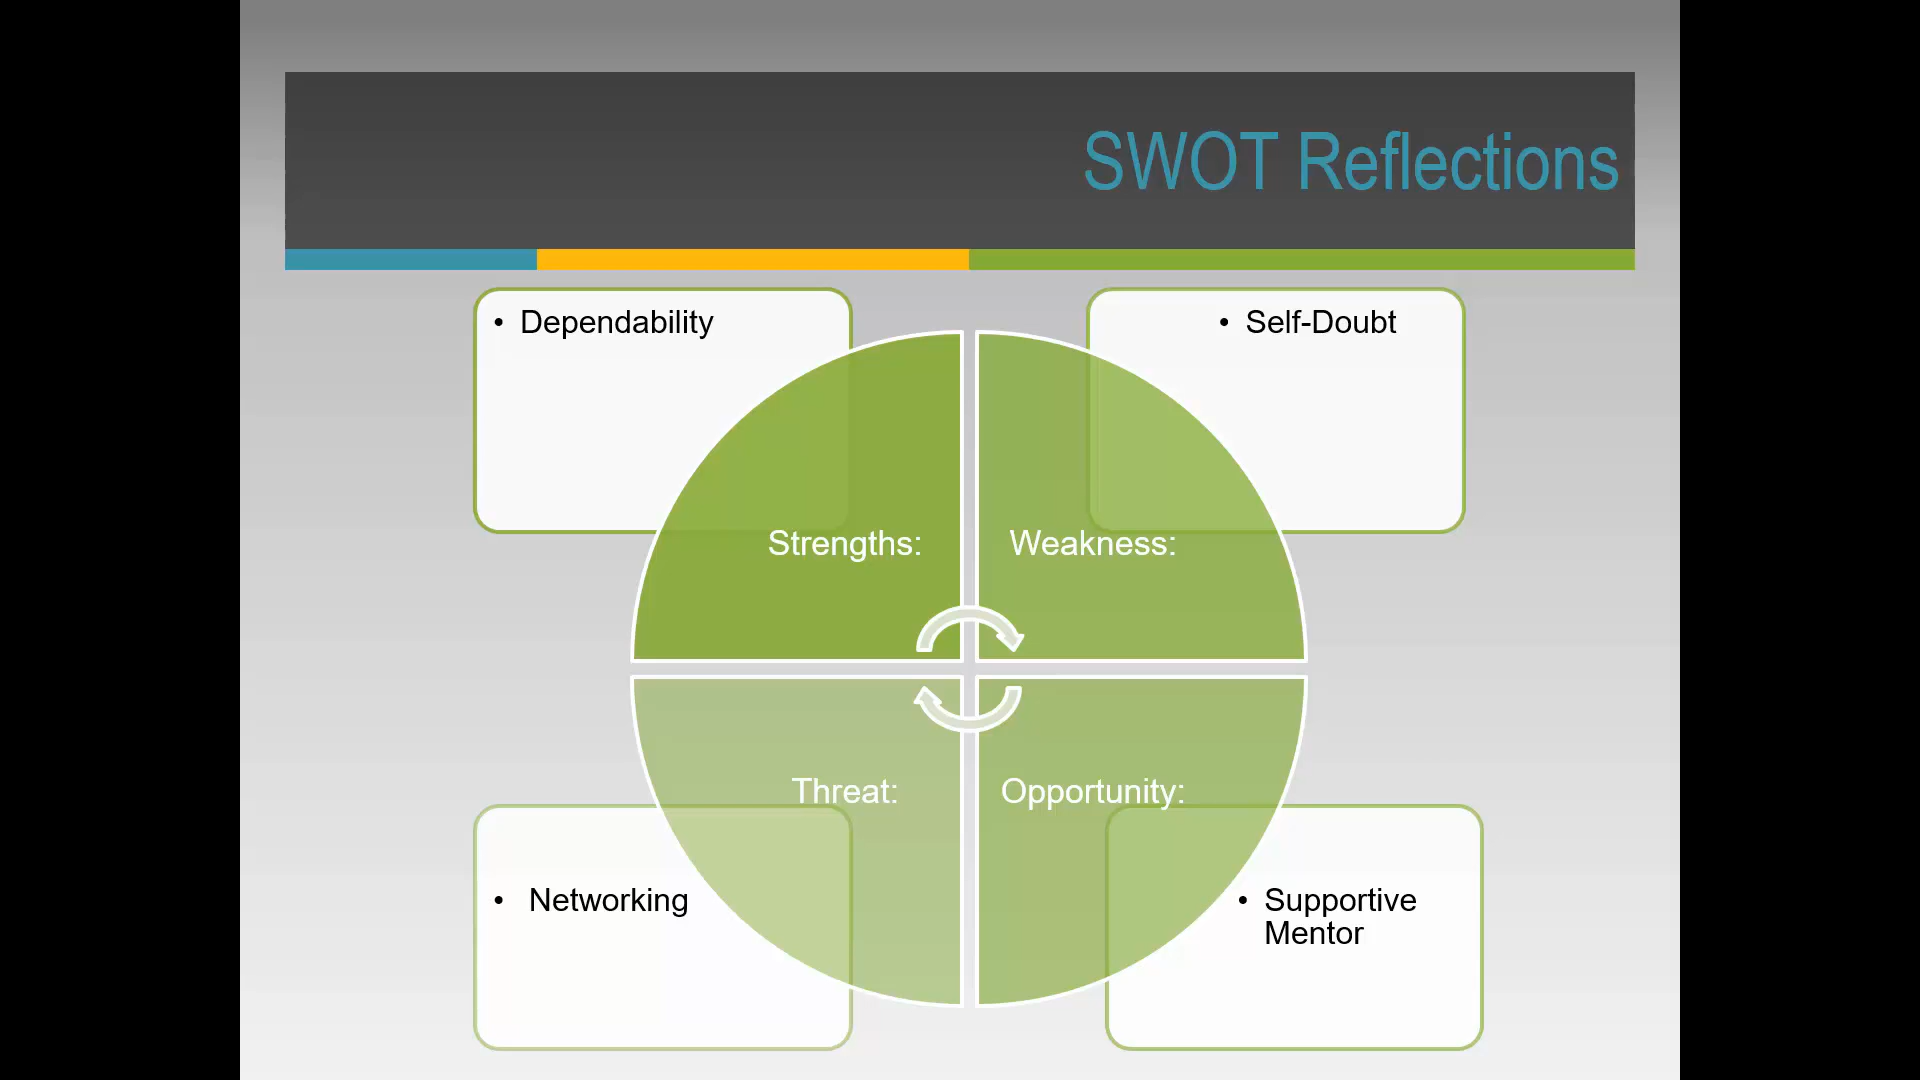 SWOT Reflections
• Dependability
• Self-Doubt
Strengths:
Weakness:
Threat:
Opportunity:
• Networking
• Supportive
Mentor